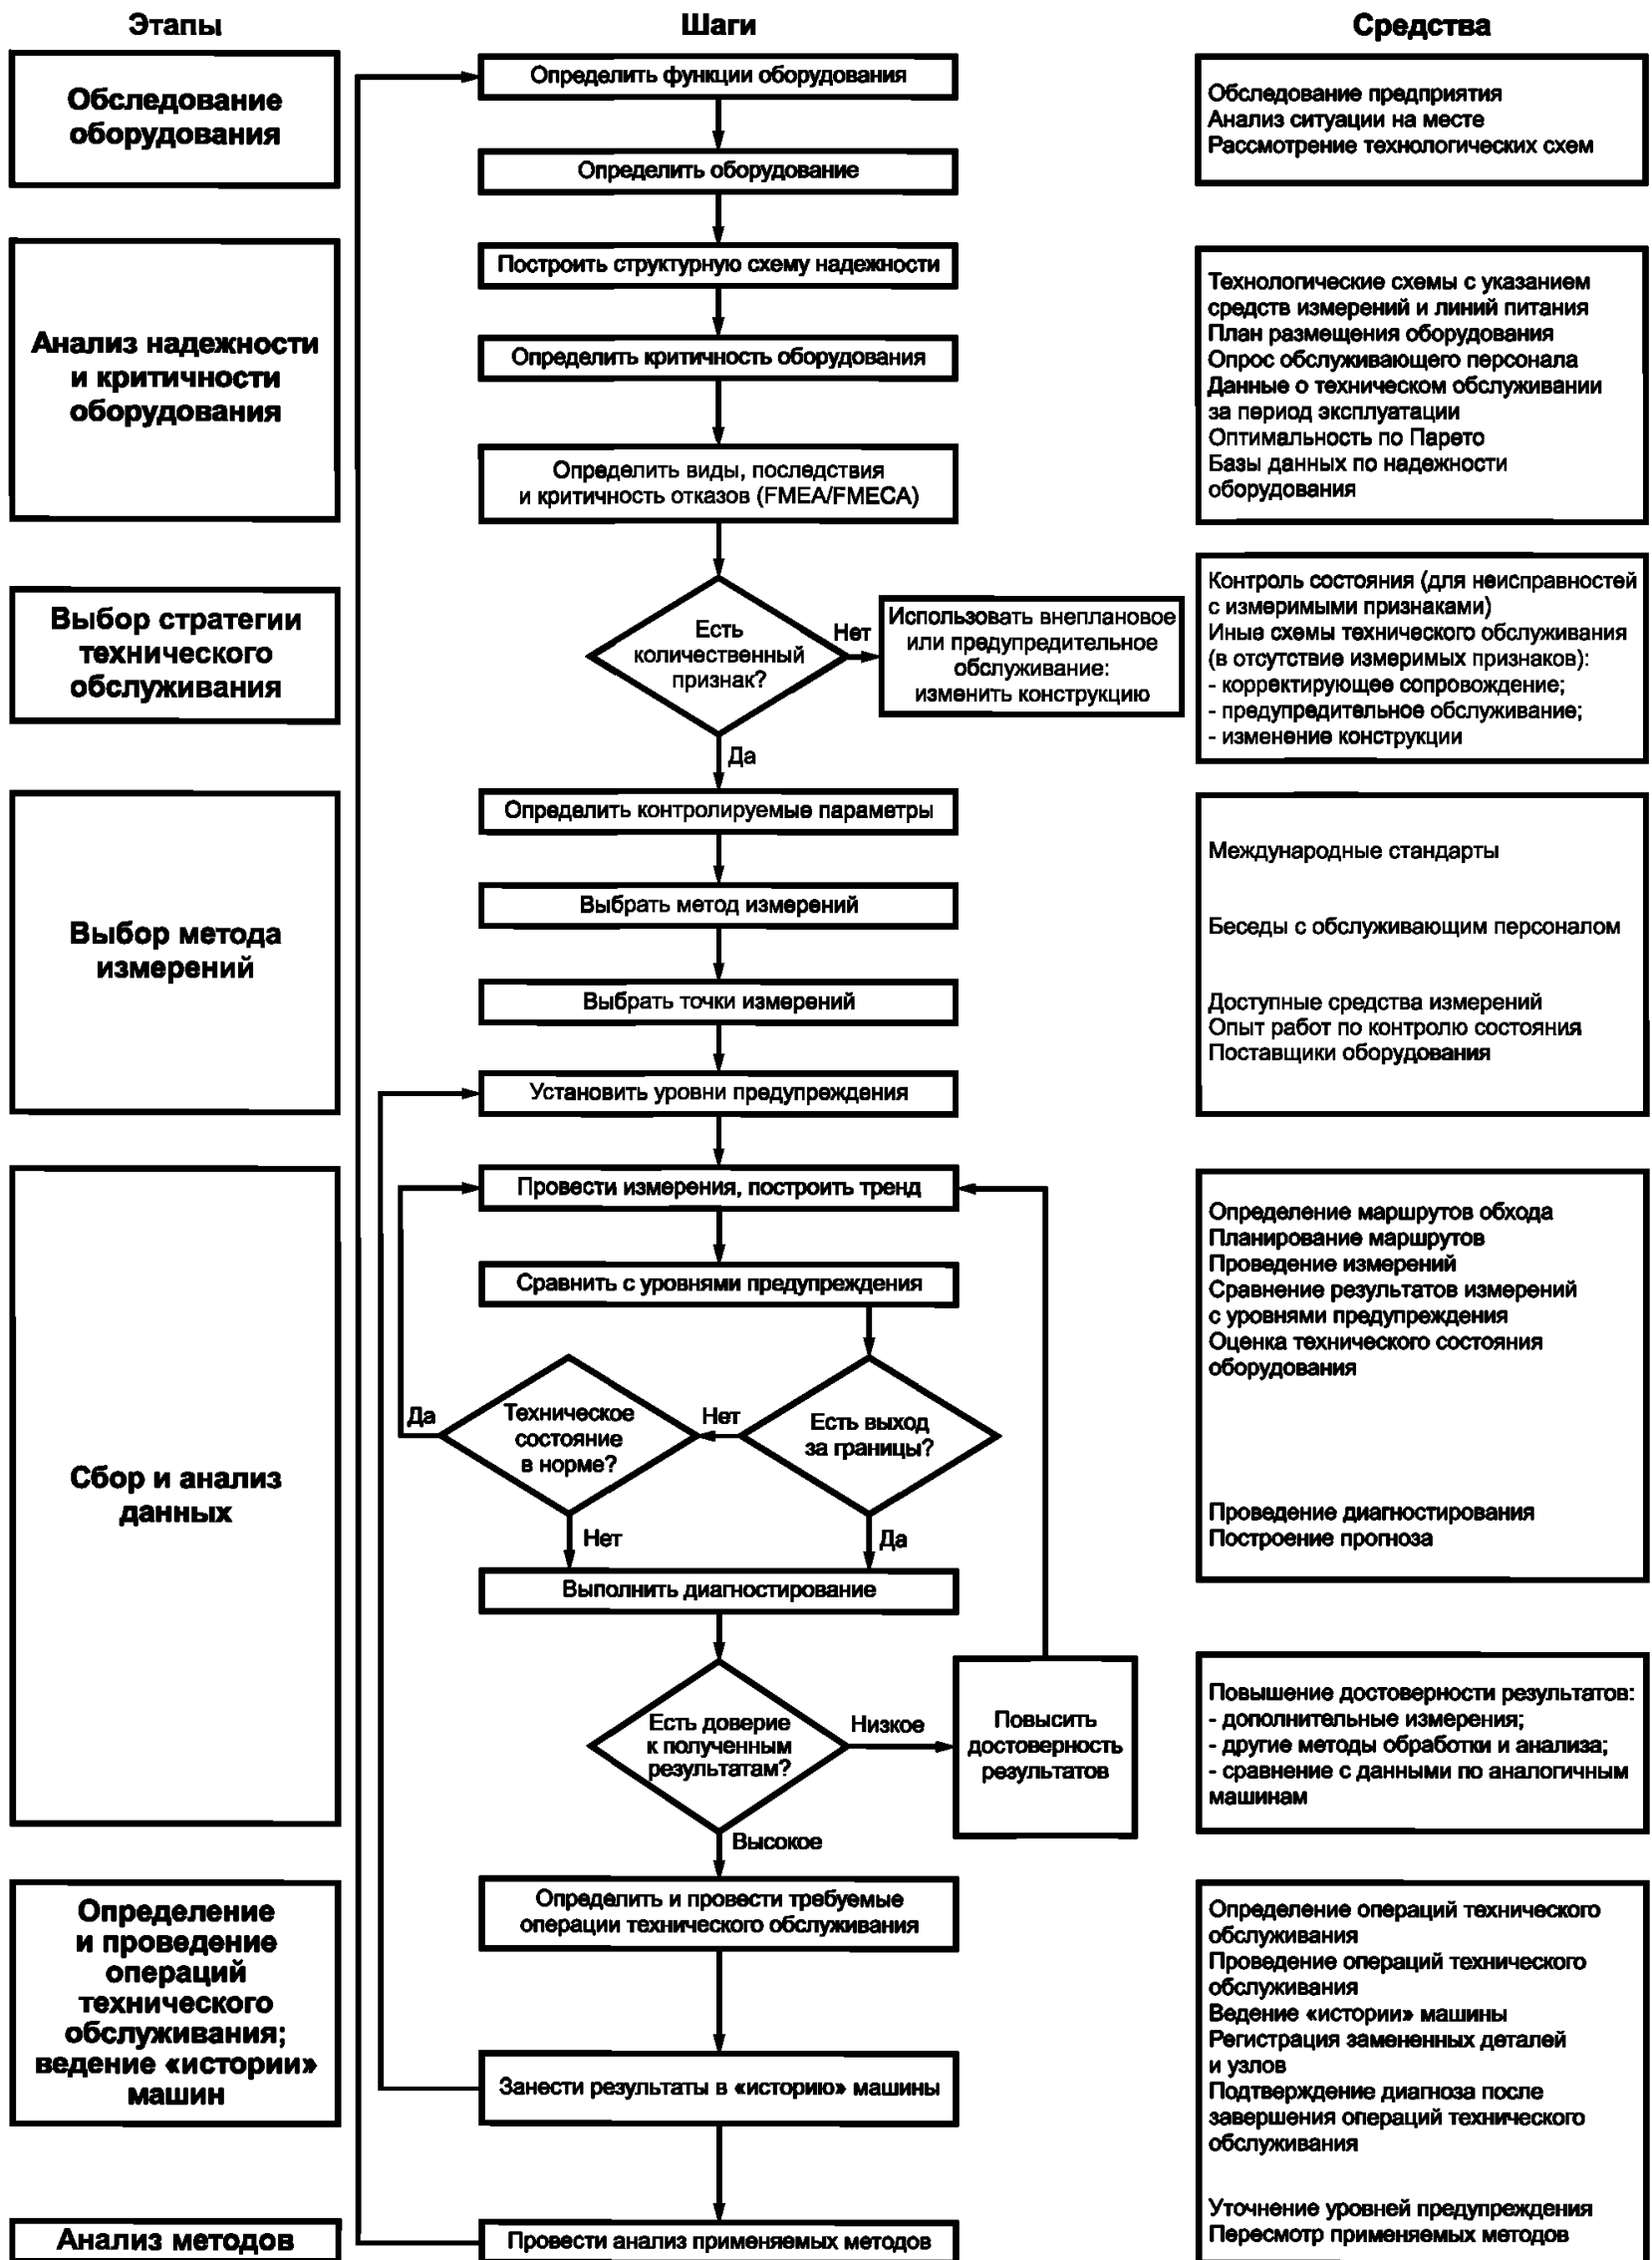 Этапы
Шаги
Средства
Обследование
оборудования
Определить функции оборудования
Определить оборудование
Обследование предприятия
Анализ ситуации на месте
Рассмотрение технологических схем
Анализ надежности
и критичности
оборудования
Построить структурную схему надежности
Определить критичность оборудования
Определить виды, последствия
и критичность отказов (FMEA/FMECA)
Технологические схемы с указанием
средств измерений и линий питания
План размещения оборудования
Опрос обслуживающего персонала
Данные о техническом обслуживании
за период эксплуатации
Оптимальность по Парето
Базы данных по надежности
оборудования
Выбор стратегии
технического
обслуживания
Есть
количественный
признак?
Нет
Использовать внеплановое
или предупредительное
обслуживание:
изменить конструкцию
Да
Контроль состояния (для неисправностей
с измеримыми признаками)
Иные схемы технического обслуживания
(в отсутствие измеримых признаков):
- корректирующее сопровождение;
- предупредительное обслуживание;
- изменение конструкции
Выбор метода
измерений
Определить контролируемые параметры
Выбрать метод измерений
Выбрать точки измерений
Установить уровни предупреждения
Международные стандарты
Беседы с обслуживающим персоналом
Доступные средства измерений
Опыт работ по контролю состояния
Поставщики оборудования
Сбор и анализ
данных
Провести измерения, построить тренд
Сравнить с уровнями предупреждения
Да
Техническое
состояние
в норме?
Нет
Есть выход
за границы?
Нет
Да
Выполнить диагностирование
Есть доверие
к полученным
результатам?
Низкое
Повысить
достоверность
результатов
Высокое
Определение маршрутов обхода
Планирование маршрутов
Проведение измерений
Сравнение результатов измерений
с уровнями предупреждения
Оценка технического состояния
оборудования
Проведение диагностирования
Построение прогноза
Повышение достоверности результатов:
- дополнительные измерения;
- другие методы обработки и анализа;
- сравнение с данными по аналогичным
машинам
Определение
и проведение
операций
технического
обслуживания;
ведение «истории»
машин
Определить и провести требуемые
операции технического обслуживания
Занести результаты в «историю» машины
Определение операций технического
обслуживания
Проведение операций технического
обслуживания
Ведение «истории» машины
Регистрация замененных деталей
и узлов
Подтверждение диагноза после
завершения операций технического
обслуживания
Уточнение уровней предупреждения
Пересмотр применяемых методов
Анализ методов
Провести анализ применяемых методов